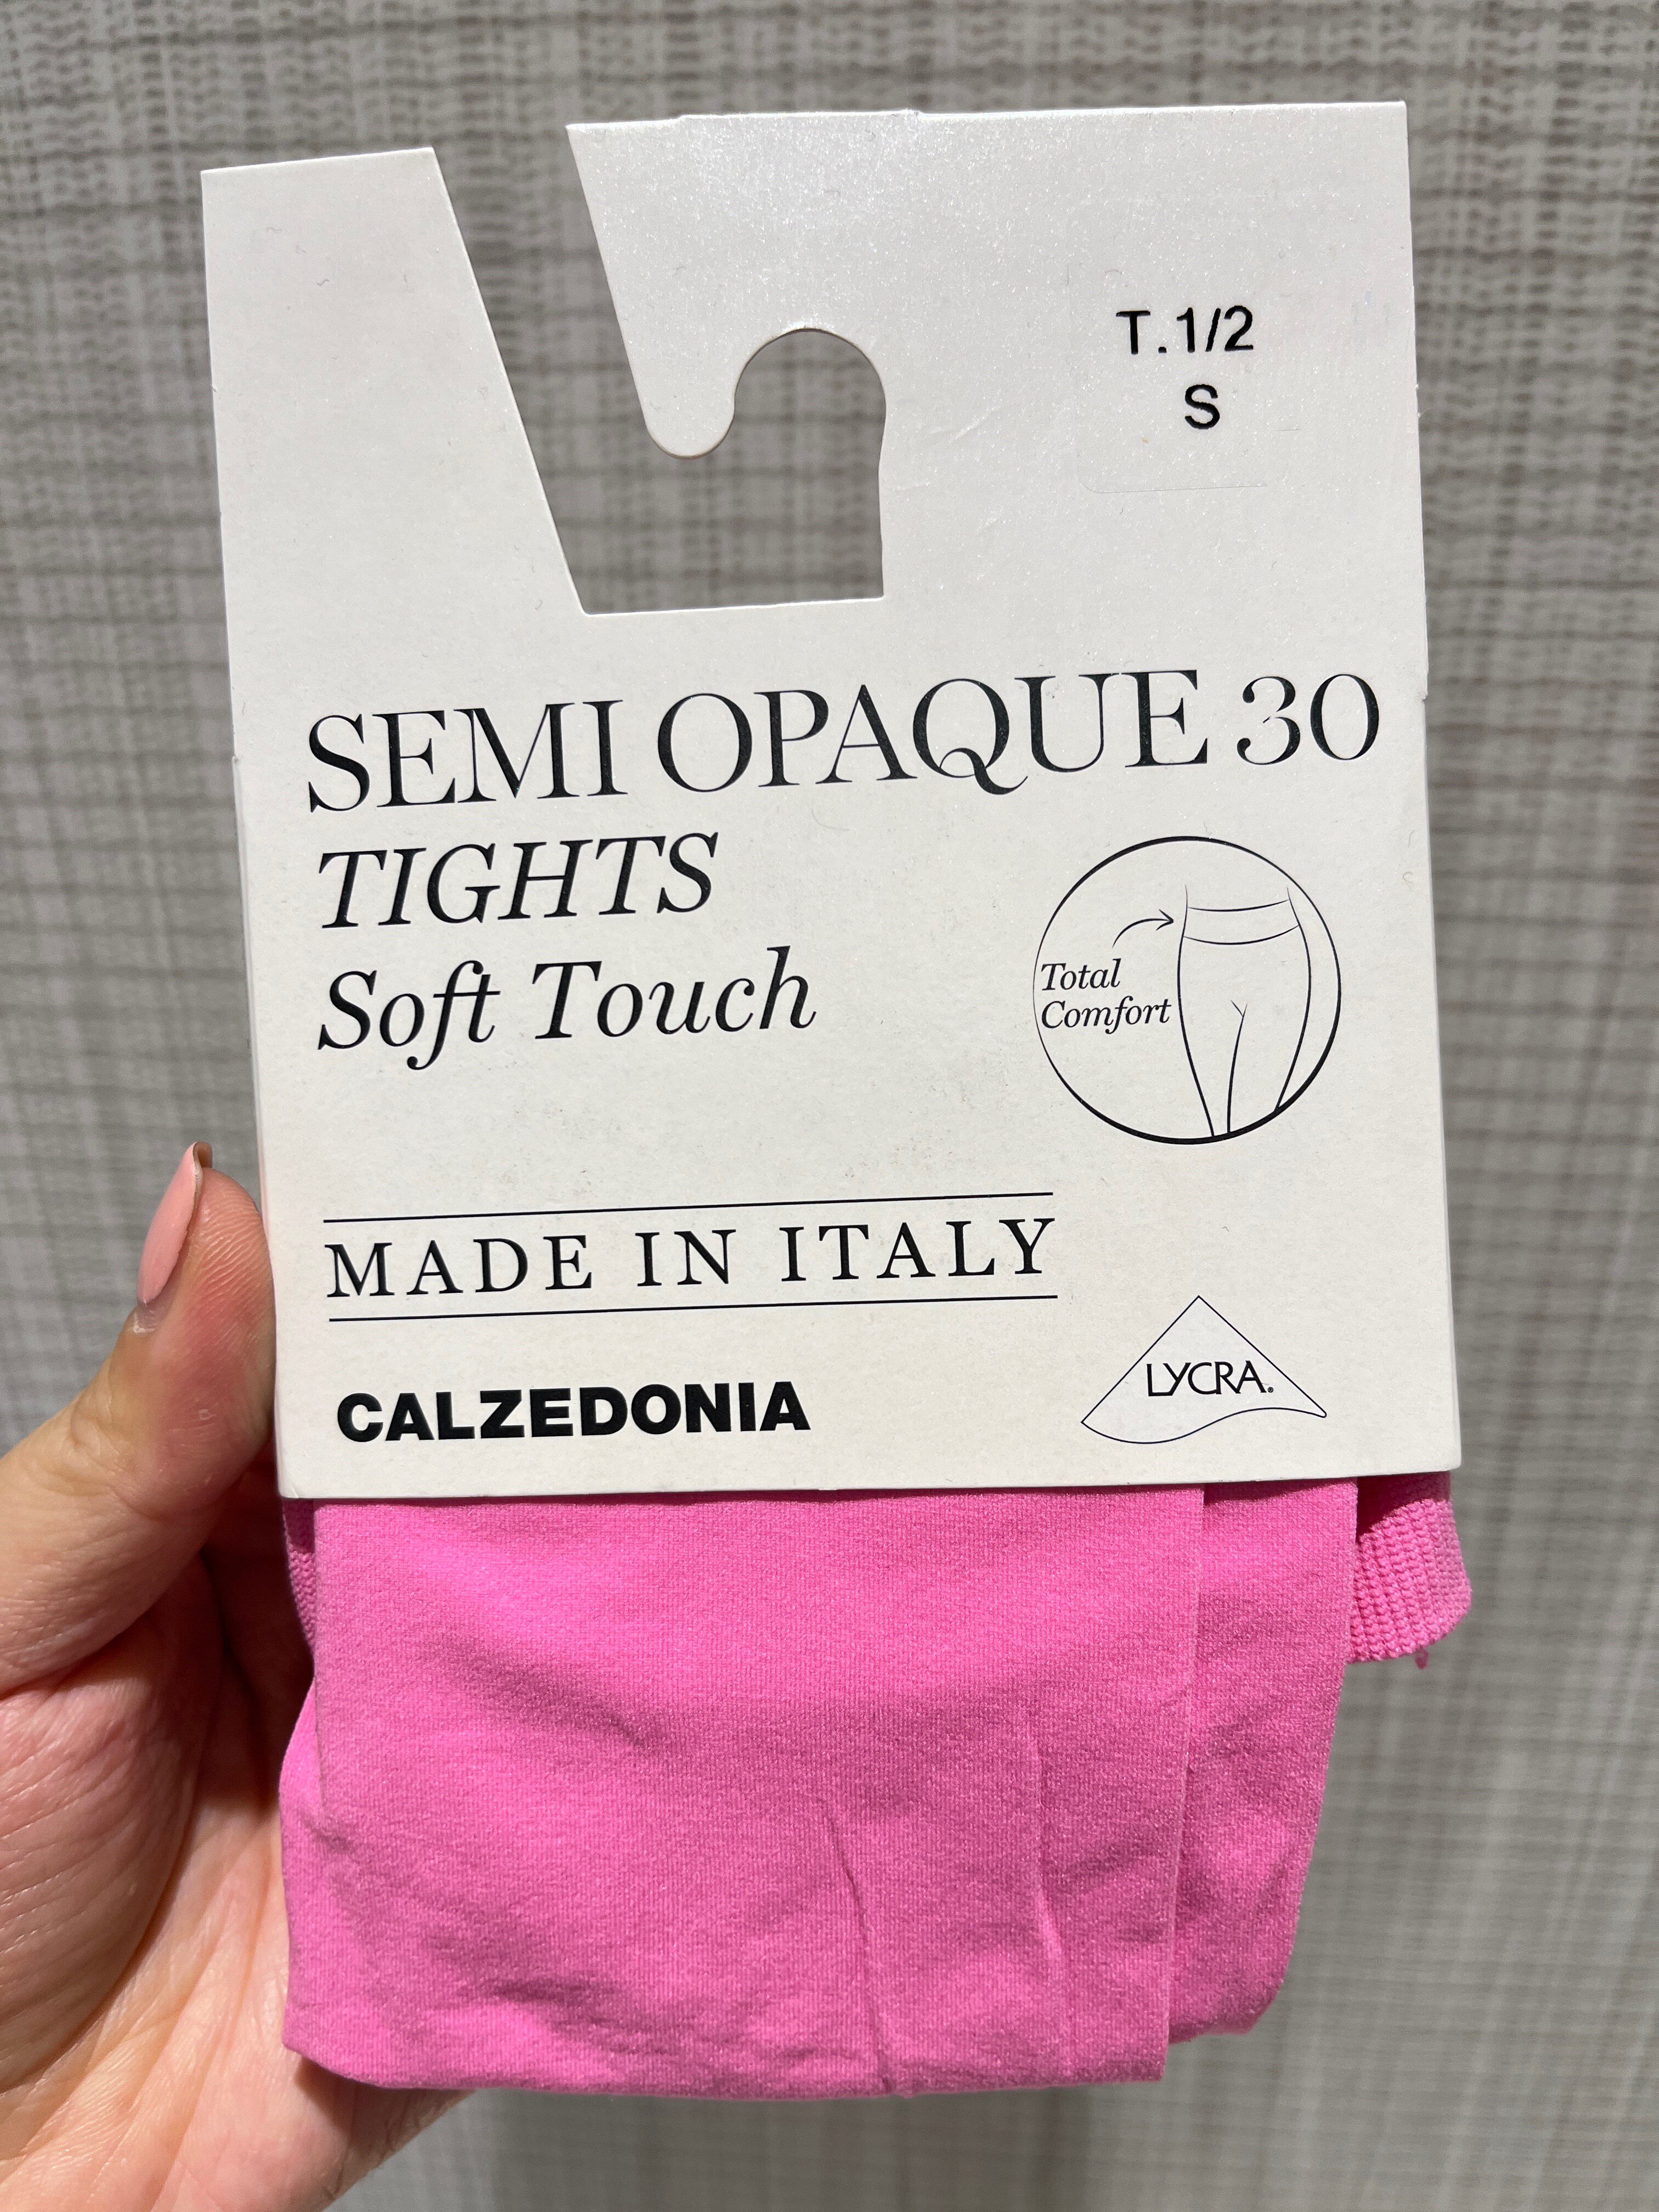 T.1/2
S
SEMI OPAQUE 30
TIGHTS
Soft Touch
Total
Comfort
MADE IN ITALY
CALZEDONIA
LYCRA®